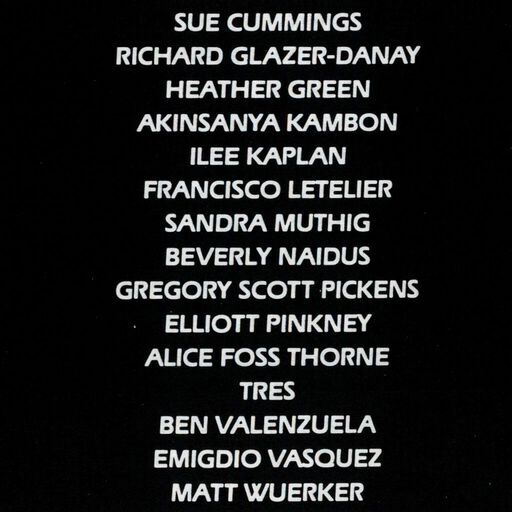 SUE CUMMINGS
RICHARD GLAZER-DANAY
HEATHER GREEN
AKINSANYA KAMBON
ILEE KAPLAN
FRANCISCO LETELIER
SANDRA MUTHIG
BEVERLY NAIDUS
GREGORY SCOTT PICKENS
ELLIOTT PINKNEY
ALICE FOSS THORNE
TRES
BEN VALENZUELA
EMIGDIO VASQUEZ
MATT WUERKER